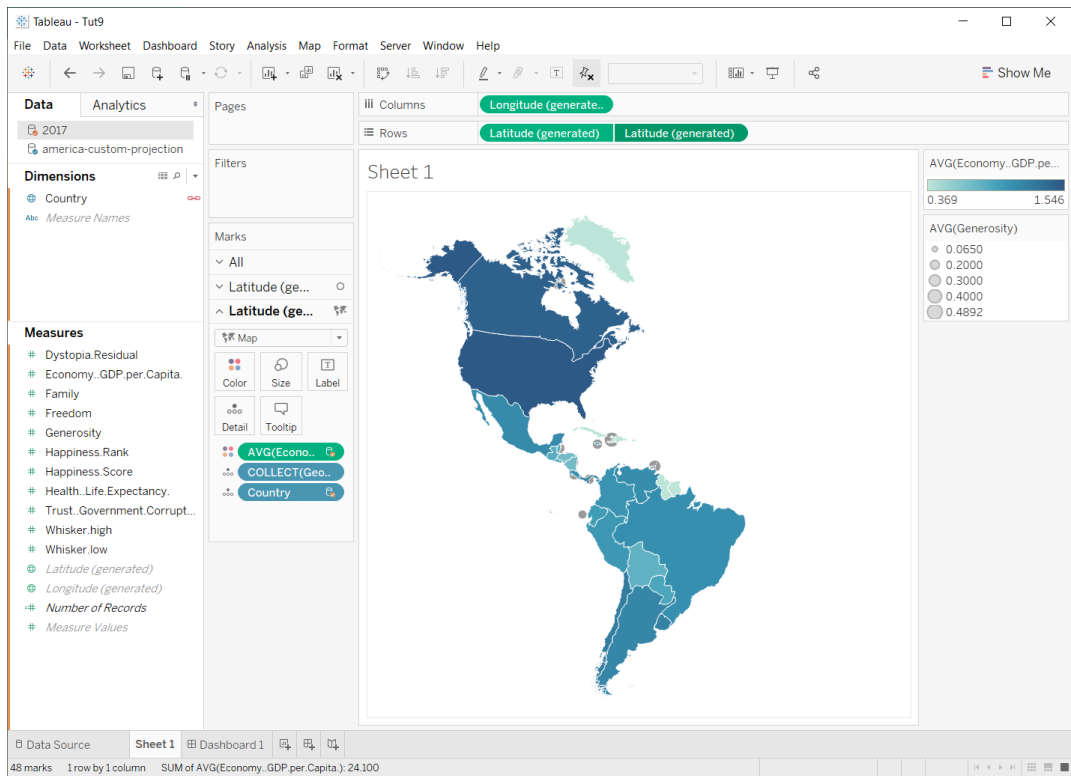 Tableau - Tut9
File Data Worksheet Dashboard Story Analysis Map Format Server Window Help
Show Me
Data Analytics
2017
america-custom-projection
Dimensions
Country
Abc Measure Names
Measures
Dystopia.Residual
Economy..GDP.per.Capita.
Family
Freedom
Generosity
Happiness.Rank
Happiness.Score
Health..Life.Expectancy.
Trust..Government.Corrupt...
Whisker.high
Whisker.low
Latitude (generated)
Longitude (generated)
Number of Records
Measure Values
Pages
Filters
Marks
All
Latitude (ge...
Latitude (ge...
Map
Color Size Label
Detail Tooltip
AVG(Econo..
COLLECT(Geo..
Country
Columns Longitude (generate..
Rows Latitude (generated) Latitude (generated)
Sheet 1
AVG(Economy..GDP.pe...
0.369 1.546
AVG(Generosity)
0.0650
0.2000
0.3000
0.4000
0.4892
Data Source Sheet 1 Dashboard 1
48 marks 1 row by 1 column SUM of AVG(Economy..GDP.per.Capita.): 24.100